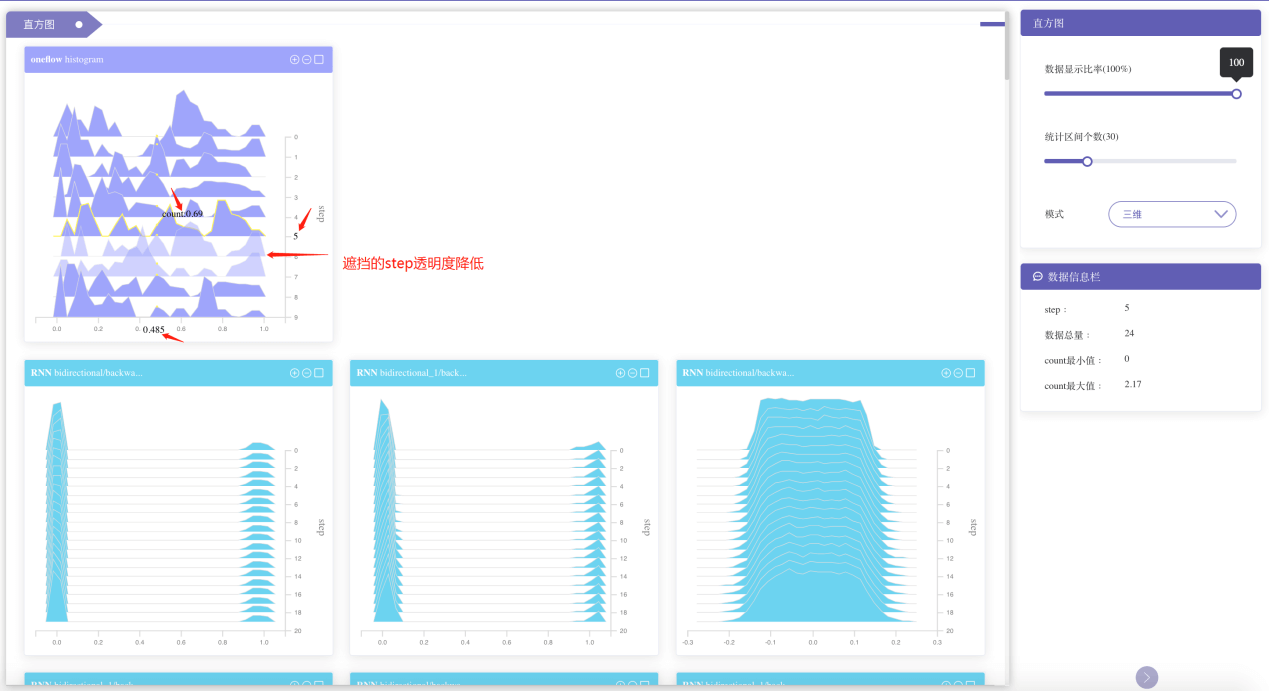 直方图
oneflow histogram
count:0.69
0
1
2
3
4
5
6
7
8
9
step
0.0 0.2 0. 0.485 0.6 0.8 1.0
遮挡的step透明度降低
RNN bidirectional/backwa...
0
2
4
6
8
10
12
14
16
18
20
step
0.0 0.2 0.4 0.6 0.8 1.0
RNN bidirectional_1/back...
0
2
4
6
8
10
12
14
16
18
20
step
0.0 0.2 0.4 0.6 0.8 1.0
RNN bidirectional/backwa...
0
2
4
6
8
10
12
14
16
18
20
step
-0.3 -0.2 -0.1 0.0 0.1 0.2 0.3
RNN bidirectional_1/back...
RNN bidirectional/backwa...
RNN bidirectional_1/back...
直方图
100
数据显示比率(100%)
统计区间个数(30)
模式 三维
数据信息栏
step： 5
数据总量： 24
count最小值： 0
count最大值： 2.17